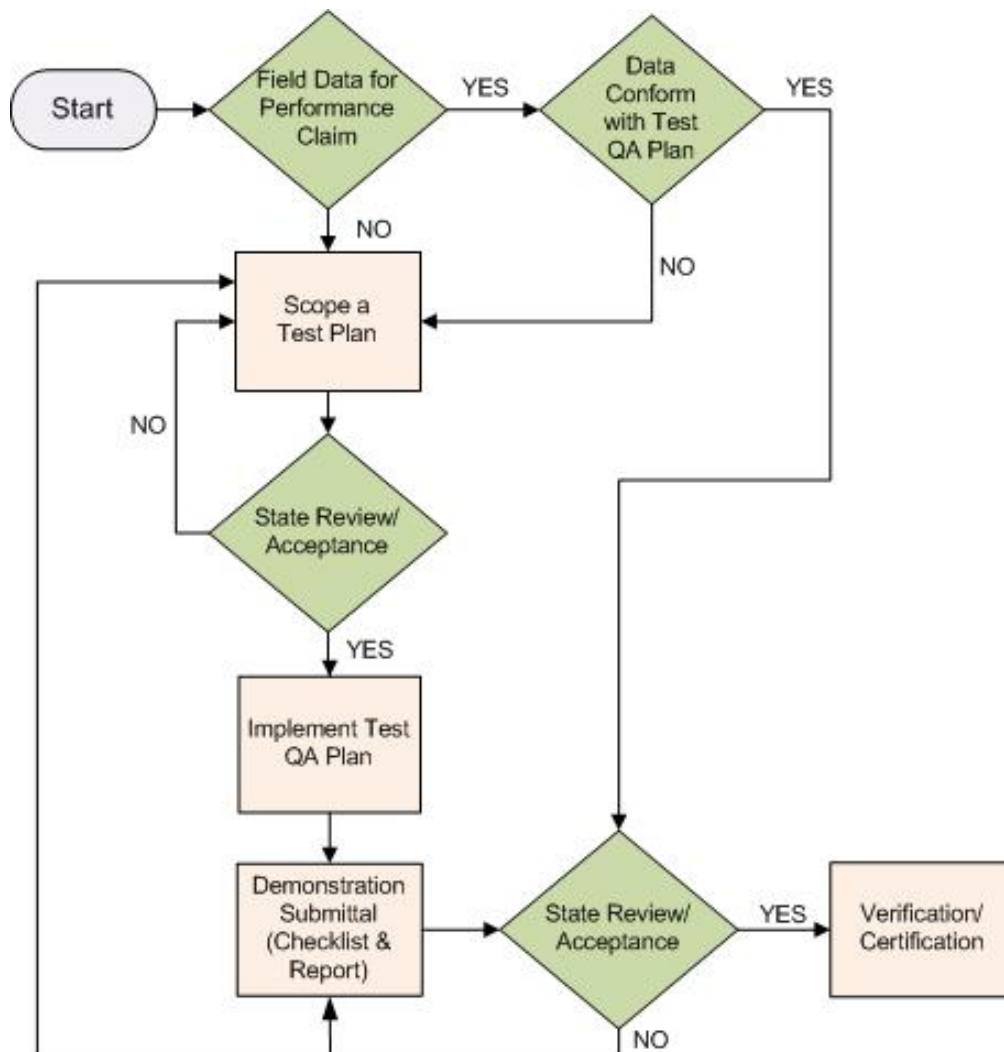 Start
Field Data for
Performance
Claim
YES
Data
Conform
with Test
QA Plan
YES
NO
NO
Scope a
Test Plan
NO
State Review/
Acceptance
YES
Implement Test
QA Plan
Demonstration
Submittal
(Checklist &
Report)
State Review/
Acceptance
YES
Verification/
Certification
NO